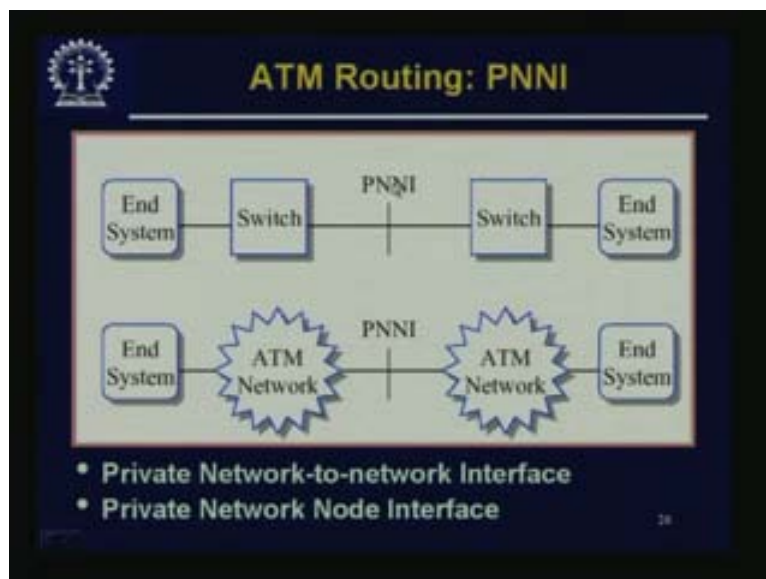 ATM Routing: PNNI
End System
Switch
PNNI
Switch
End System
End System
ATM Network
PNNI
ATM Network
End System
• Private Network-to-network Interface
• Private Network Node Interface